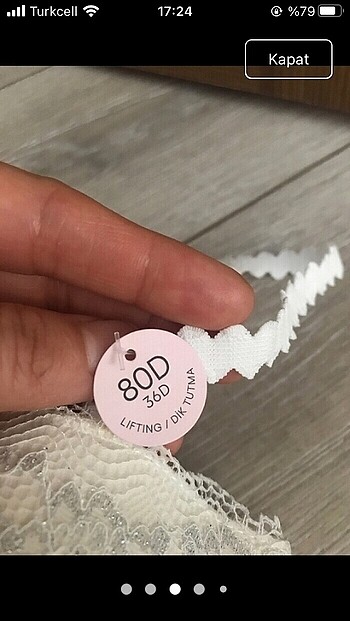 Turkcell 17:24 %79
Kapat
80D
36D
LIFTING / DİK TUTMA